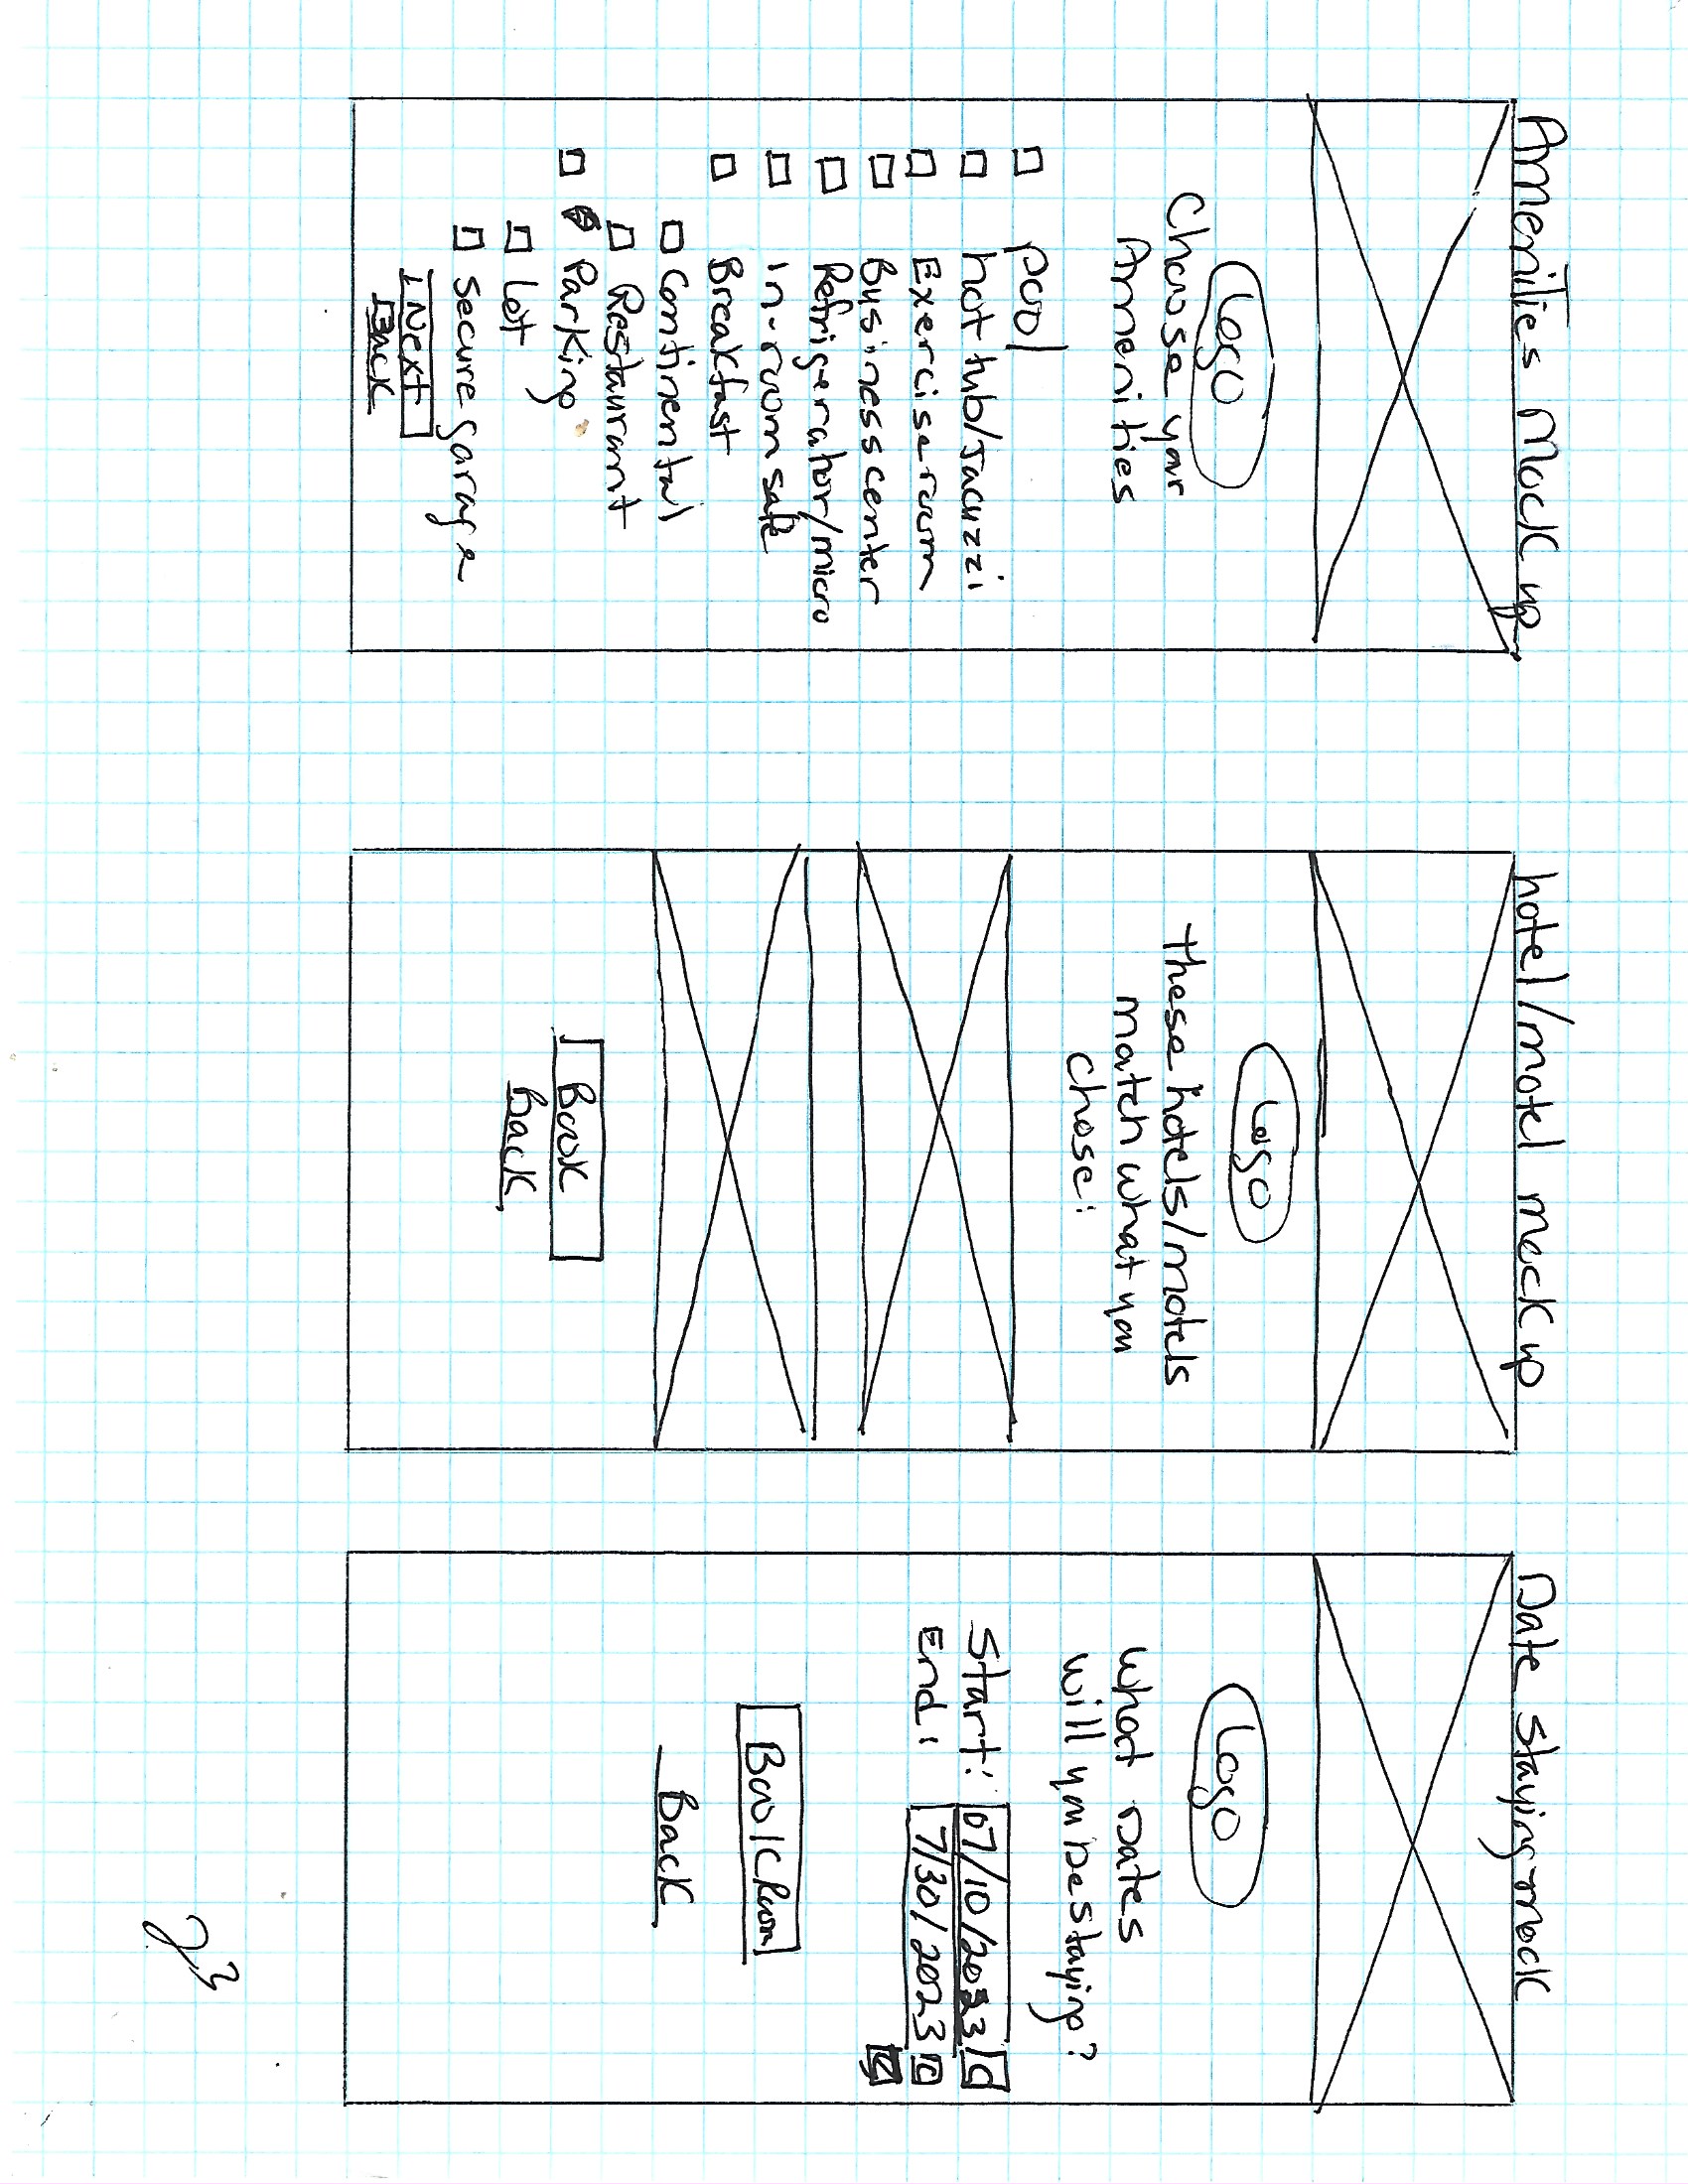 Amenities Mock up
Logo
Choose your
Amenities
pool
hot tub/Jacuzzi
Exercise room
Business center
Refrigerator/micro
in-room safe
Breakfast
Continental
Restaurant
Parking
Lot
Secure garage
Next
Back
hotel/motel mock up
Logo
These hotels/motels
match what you
chose:
Book
Back
Date Staying mock
Logo
What Dates
will you be staying?
Start: 07/10/2023 C
End: 7/30/2023 C
Book Room
Back